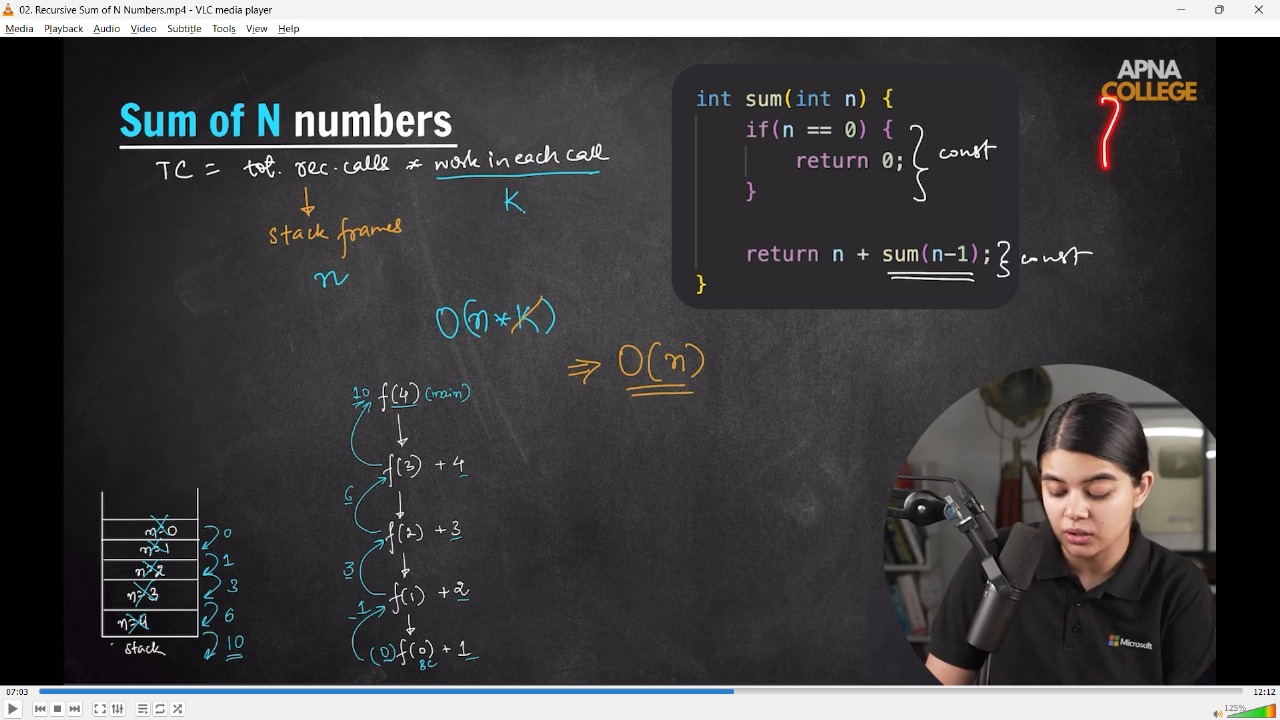 02. Recursive Sum of N Numbers.mp4 - VLC media player
Media Playback Audio Video Subtitle Tools View Help
APNA
COLLEGE
Sum of N numbers
TC = tot. rec. calls * work in each call
K
stack frames
n
O(n*K)
⇒ O(n)
int sum(int n) {
if(n == 0) {
return 0;
}
const
return n + sum(n-1);
const
}
10 f(4) (main)
f(3) + 4
6
f(2) + 3
3
f(1) + 2
1
(0) f(0) + 1
BC
n=0 0
n=1
n=2 1
n=3 3
n=4 6
stack 10
Microsoft
07:03 12:12
125%